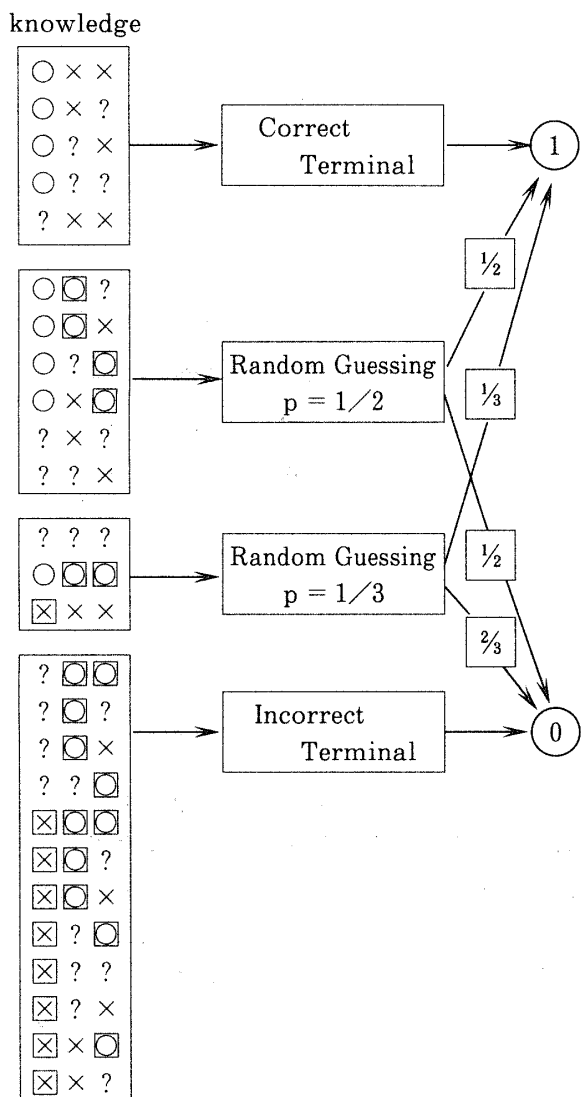 knowledge
○ × ×
○ × ?
○ ? ×
○ ? ?
? × ×
Correct
Terminal
1
½
○ ○ ?
○ ○ ×
○ ? ○
○ × ○
? × ?
? ? ×
Random Guessing
p = 1/2
⅓
½
? ? ?
○ ○ ○
× × ×
Random Guessing
p = 1/3
⅔
? ○ ○
? ○ ?
? ○ ×
? ? ○
× ○ ○
× ○ ?
× ○ ×
× ? ○
× ? ?
× ? ×
× × ○
× × ?
Incorrect
Terminal
0